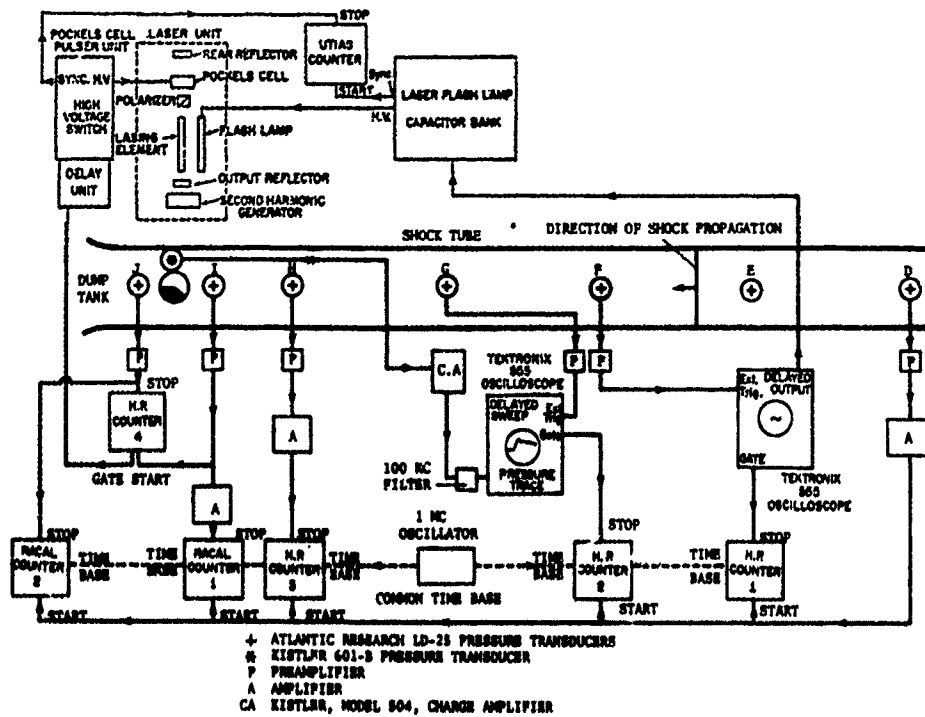 STOP
POCKELS CELL
PULSER UNIT
LASER UNIT
REAR REFLECTOR
UTIAS
COUNTER
SYNC. H.V.
POCKELS CELL
Sync
START
LASER FLASH LAMP
CAPACITOR BANK
H.V.
POLARIZER
HIGH
VOLTAGE
SWITCH
LASING
ELEMENT
FLASH LAMP
DELAY
UNIT
OUTPUT REFLECTOR
SECOND HARMONIC
GENERATOR
SHOCK TUBE
DIRECTION OF SHOCK PROPAGATION
DUMP
TANK
J
I
H
G
F
E
D
P
P
P
P
P
P
STOP
H.R
COUNTER
4
GATE START
A
A
A
C.A
TEKTRONIX
565
OSCILLOSCOPE
DELAYED
SWEEP
Ext
Trig
Gate
PRESSURE
TRACE
100 KC
FILTER
Ext.
Trig.
DELAYED
OUTPUT
GATE
TEKTRONIX
565
OSCILLOSCOPE
1 MC
OSCILLATOR
COMMON TIME BASE
STOP
RACAL
COUNTER
2
TIME
BASE
START
TIME
BASE
STOP
RACAL
COUNTER
1
START
STOP
H.R
COUNTER
3
TIME
BASE
START
TIME
BASE
STOP
H.R
COUNTER
2
START
TIME
BASE
STOP
H.R
COUNTER
1
START
+ ATLANTIC RESEARCH LD-25 PRESSURE TRANSDUCERS
* KISTLER 601-B PRESSURE TRANSDUCER
P PREAMPLIFIER
A AMPLIFIER
CA KISTLER, MODEL 504, CHARGE AMPLIFIER